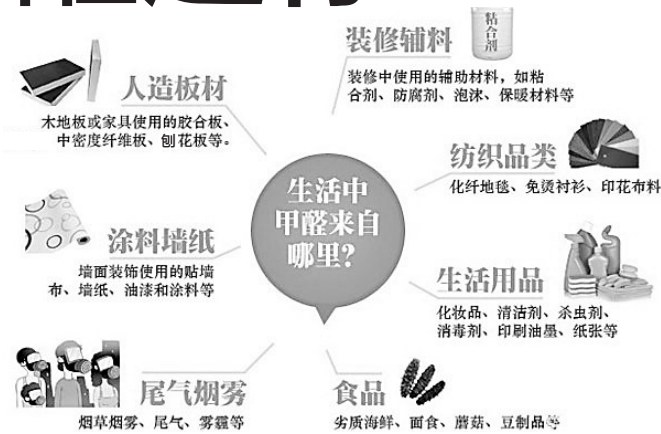 装修辅料
粘合剂
装修中使用的辅助材料，如粘
合剂、防腐剂、泡沫、保暖材料等
人造板材
木地板或家具使用的胶合板、
中密度纤维板、刨花板等。
纺织品类
化纤地毯、免烫衬衫、印花布料
生活中
甲醛来自
哪里？
涂料墙纸
墙面装饰使用的贴墙
布、墙纸、油漆和涂料等
生活用品
化妆品、清洁剂、杀虫剂、
消毒剂、印刷油墨、纸张等
尾气烟雾
烟草烟雾、尾气、雾霾等
食品
劣质海鲜、面食、蘑菇、豆制品等